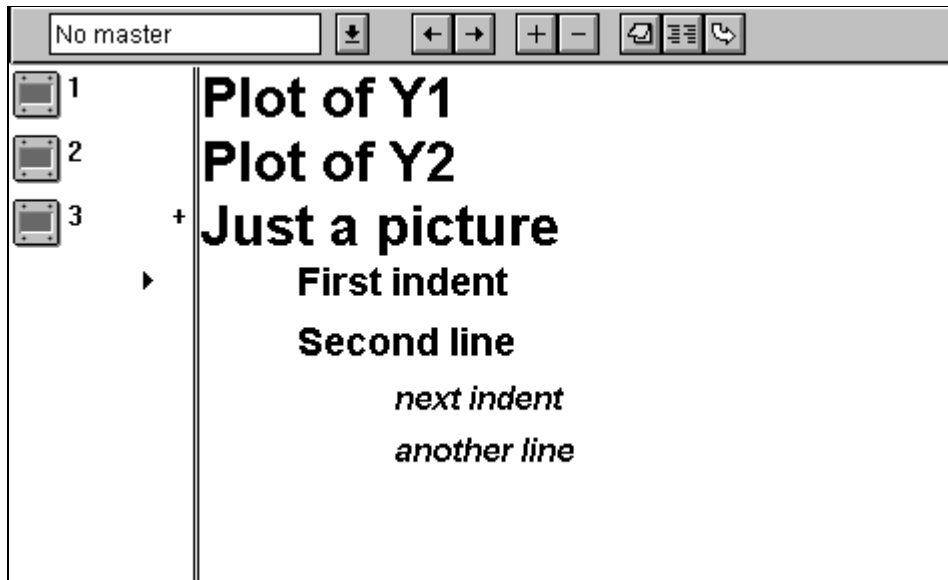 No master
1 Plot of Y1
2 Plot of Y2
3 + Just a picture
First indent
Second line
next indent
another line